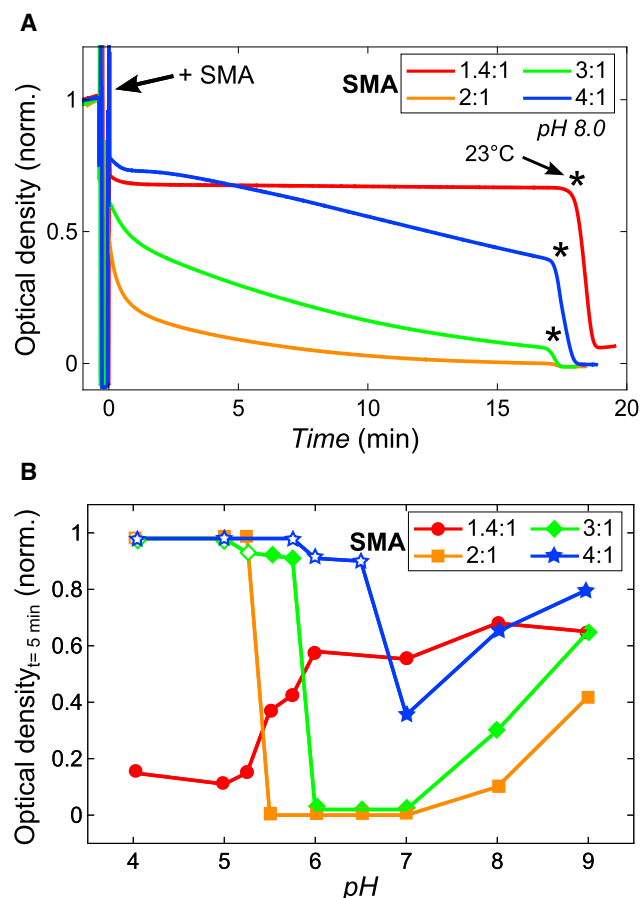 A
+ SMA
SMA
1.4:1
3:1
2:1
4:1
pH 8.0
23°C
*
*
*
1
0.5
0
Optical density (norm.)
0
5
10
15
20
Time (min)
B
SMA
1.4:1
3:1
2:1
4:1
1
0.8
0.6
0.4
0.2
0
Optical density t= 5 min (norm.)
4
5
6
7
8
9
pH